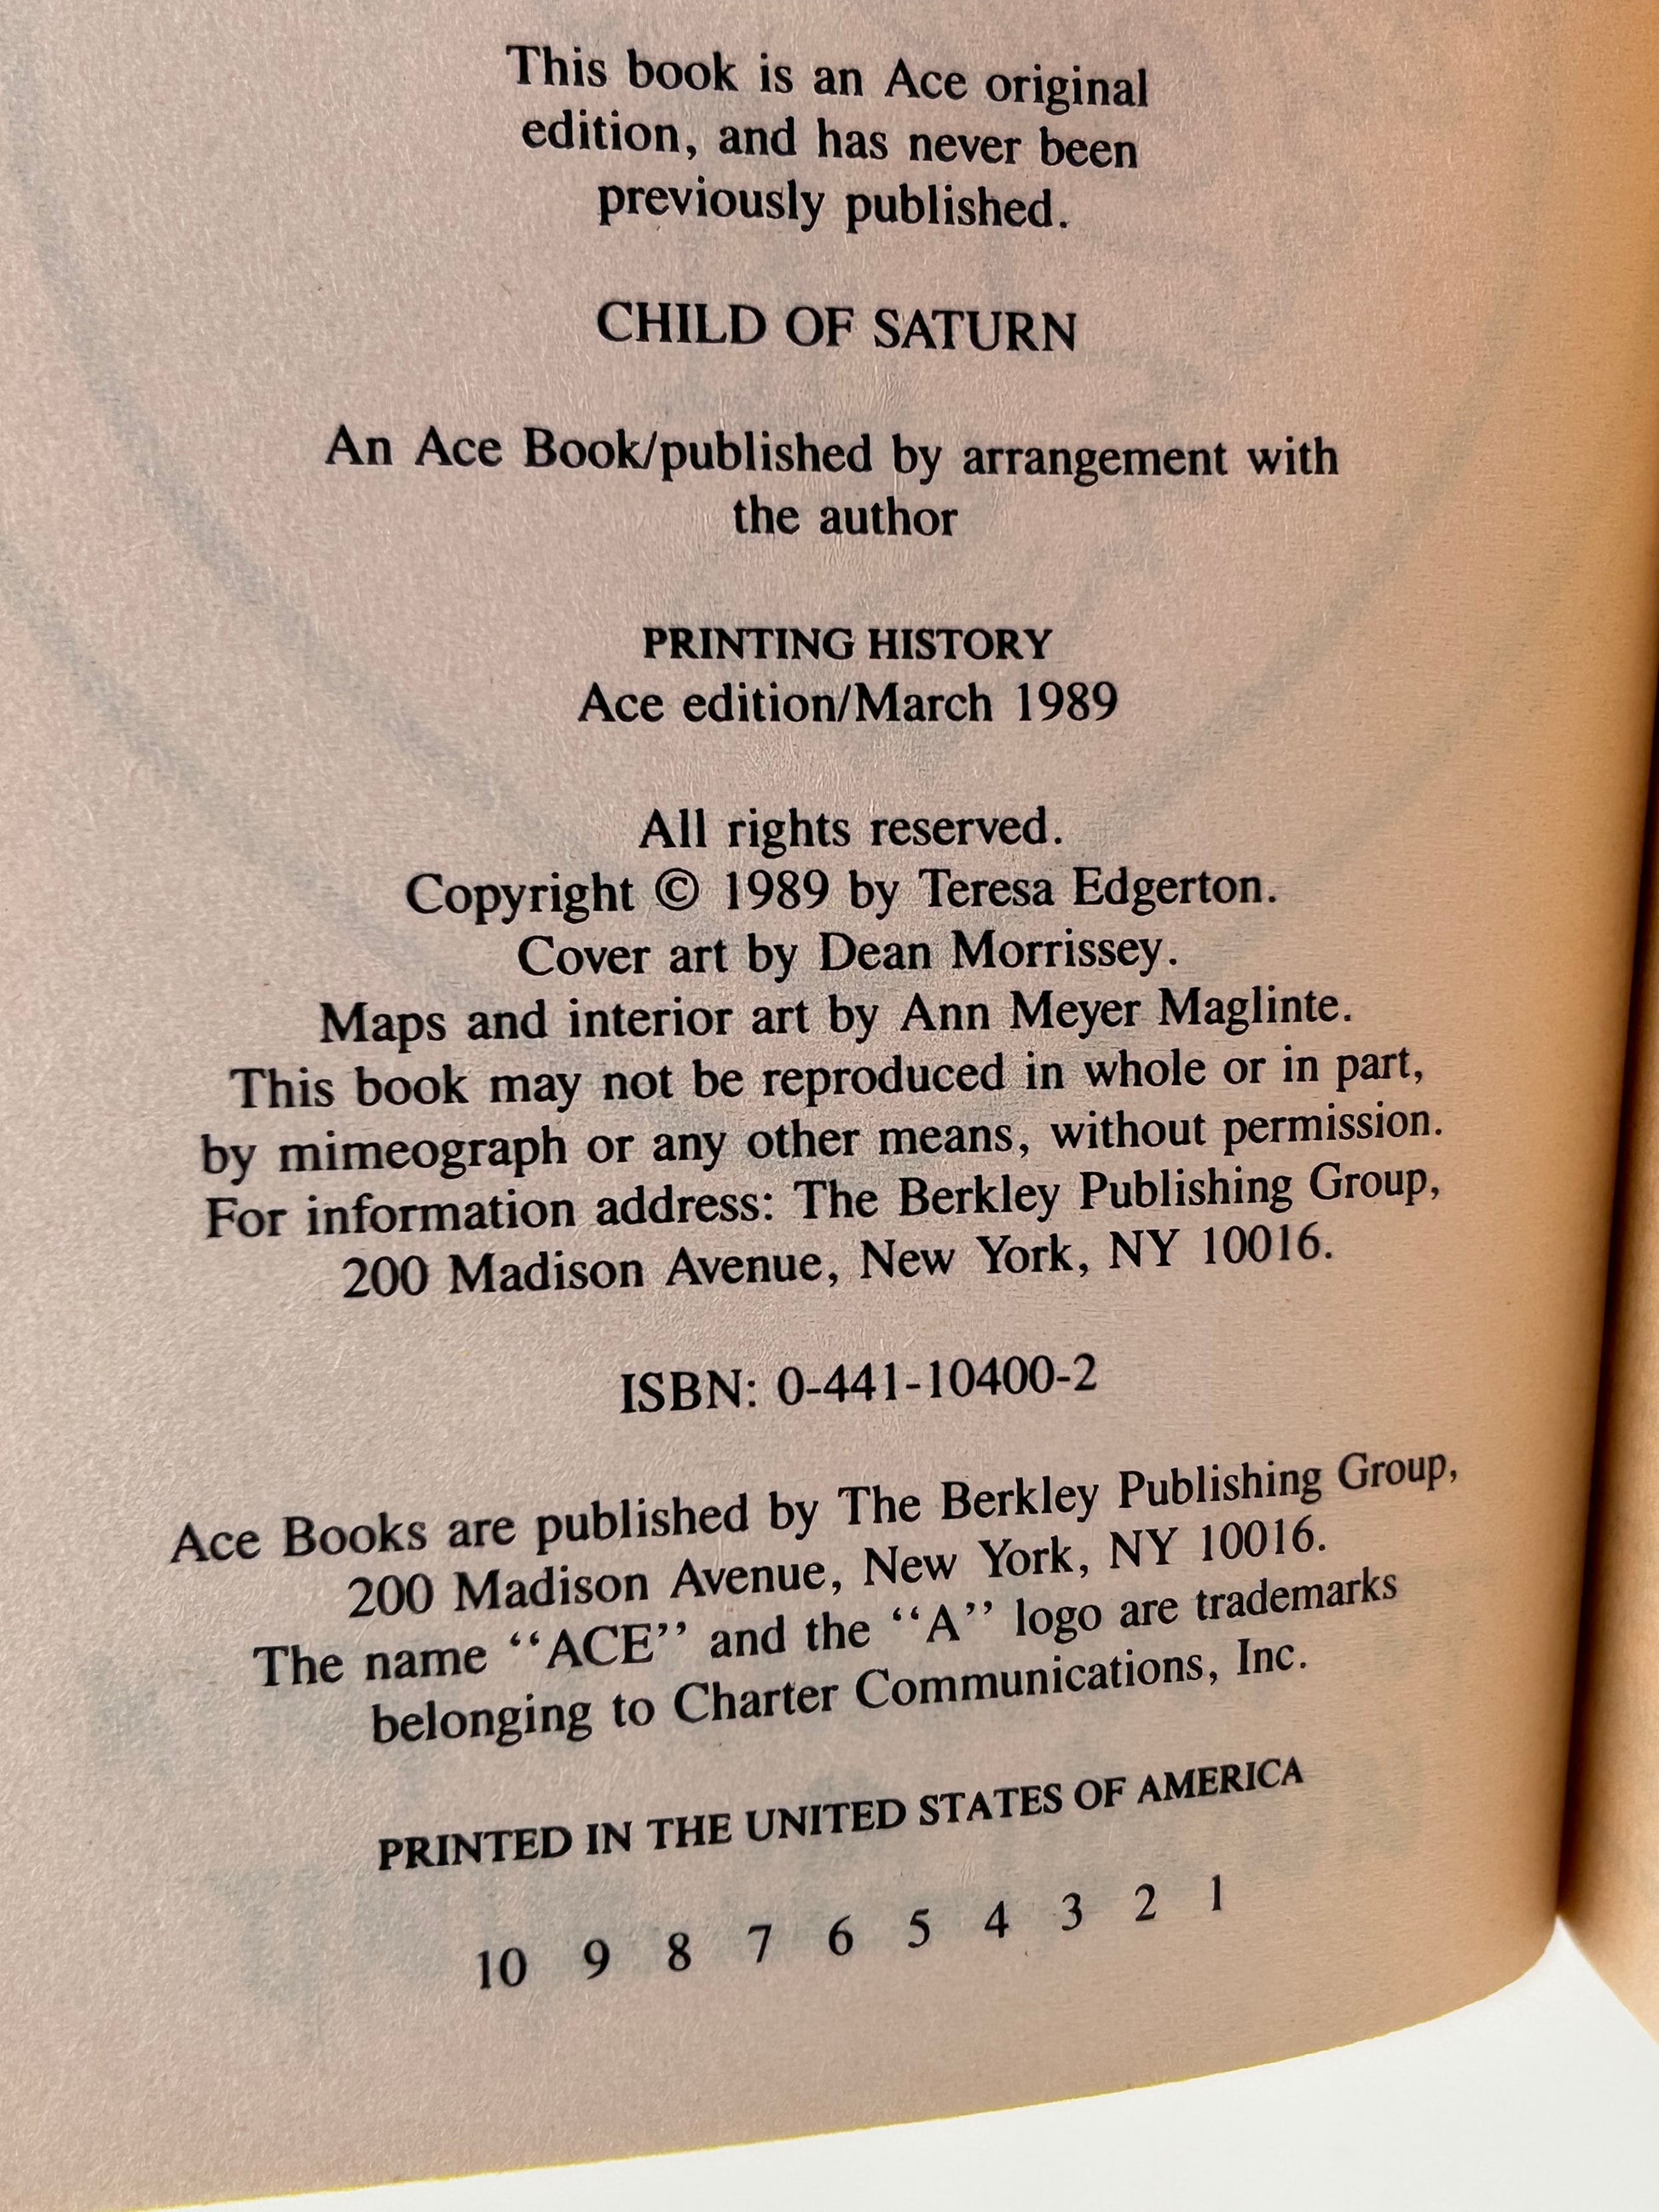 This book is an Ace original
edition, and has never been
previously published.
CHILD OF SATURN
An Ace Book/published by arrangement with
the author
PRINTING HISTORY
Ace edition/March 1989
All rights reserved.
Copyright © 1989 by Teresa Edgerton.
Cover art by Dean Morrissey.
Maps and interior art by Ann Meyer Maglinte.
This book may not be reproduced in whole or in part,
by mimeograph or any other means, without permission.
For information address: The Berkley Publishing Group,
200 Madison Avenue, New York, NY 10016.
ISBN: 0-441-10400-2
Ace Books are published by The Berkley Publishing Group,
200 Madison Avenue, New York, NY 10016.
The name ‘‘ACE’’ and the ‘‘A’’ logo are trademarks
belonging to Charter Communications, Inc.
PRINTED IN THE UNITED STATES OF AMERICA
10 9 8 7 6 5 4 3 2 1